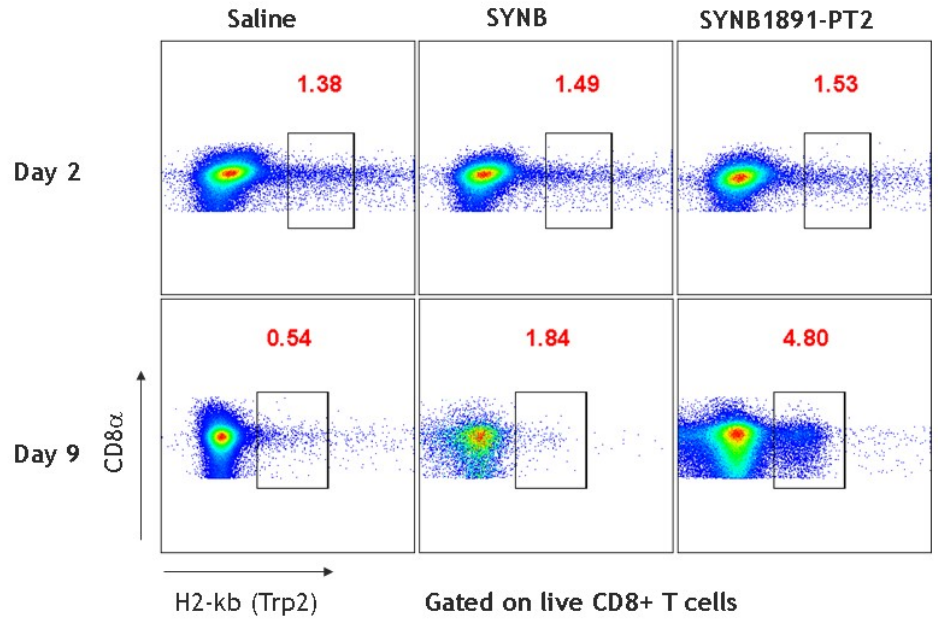 Saline SYNB SYNB1891-PT2
Day 2 1.38 1.49 1.53
Day 9 0.54 1.84 4.80
CD8α
H2-kb (Trp2) Gated on live CD8+ T cells